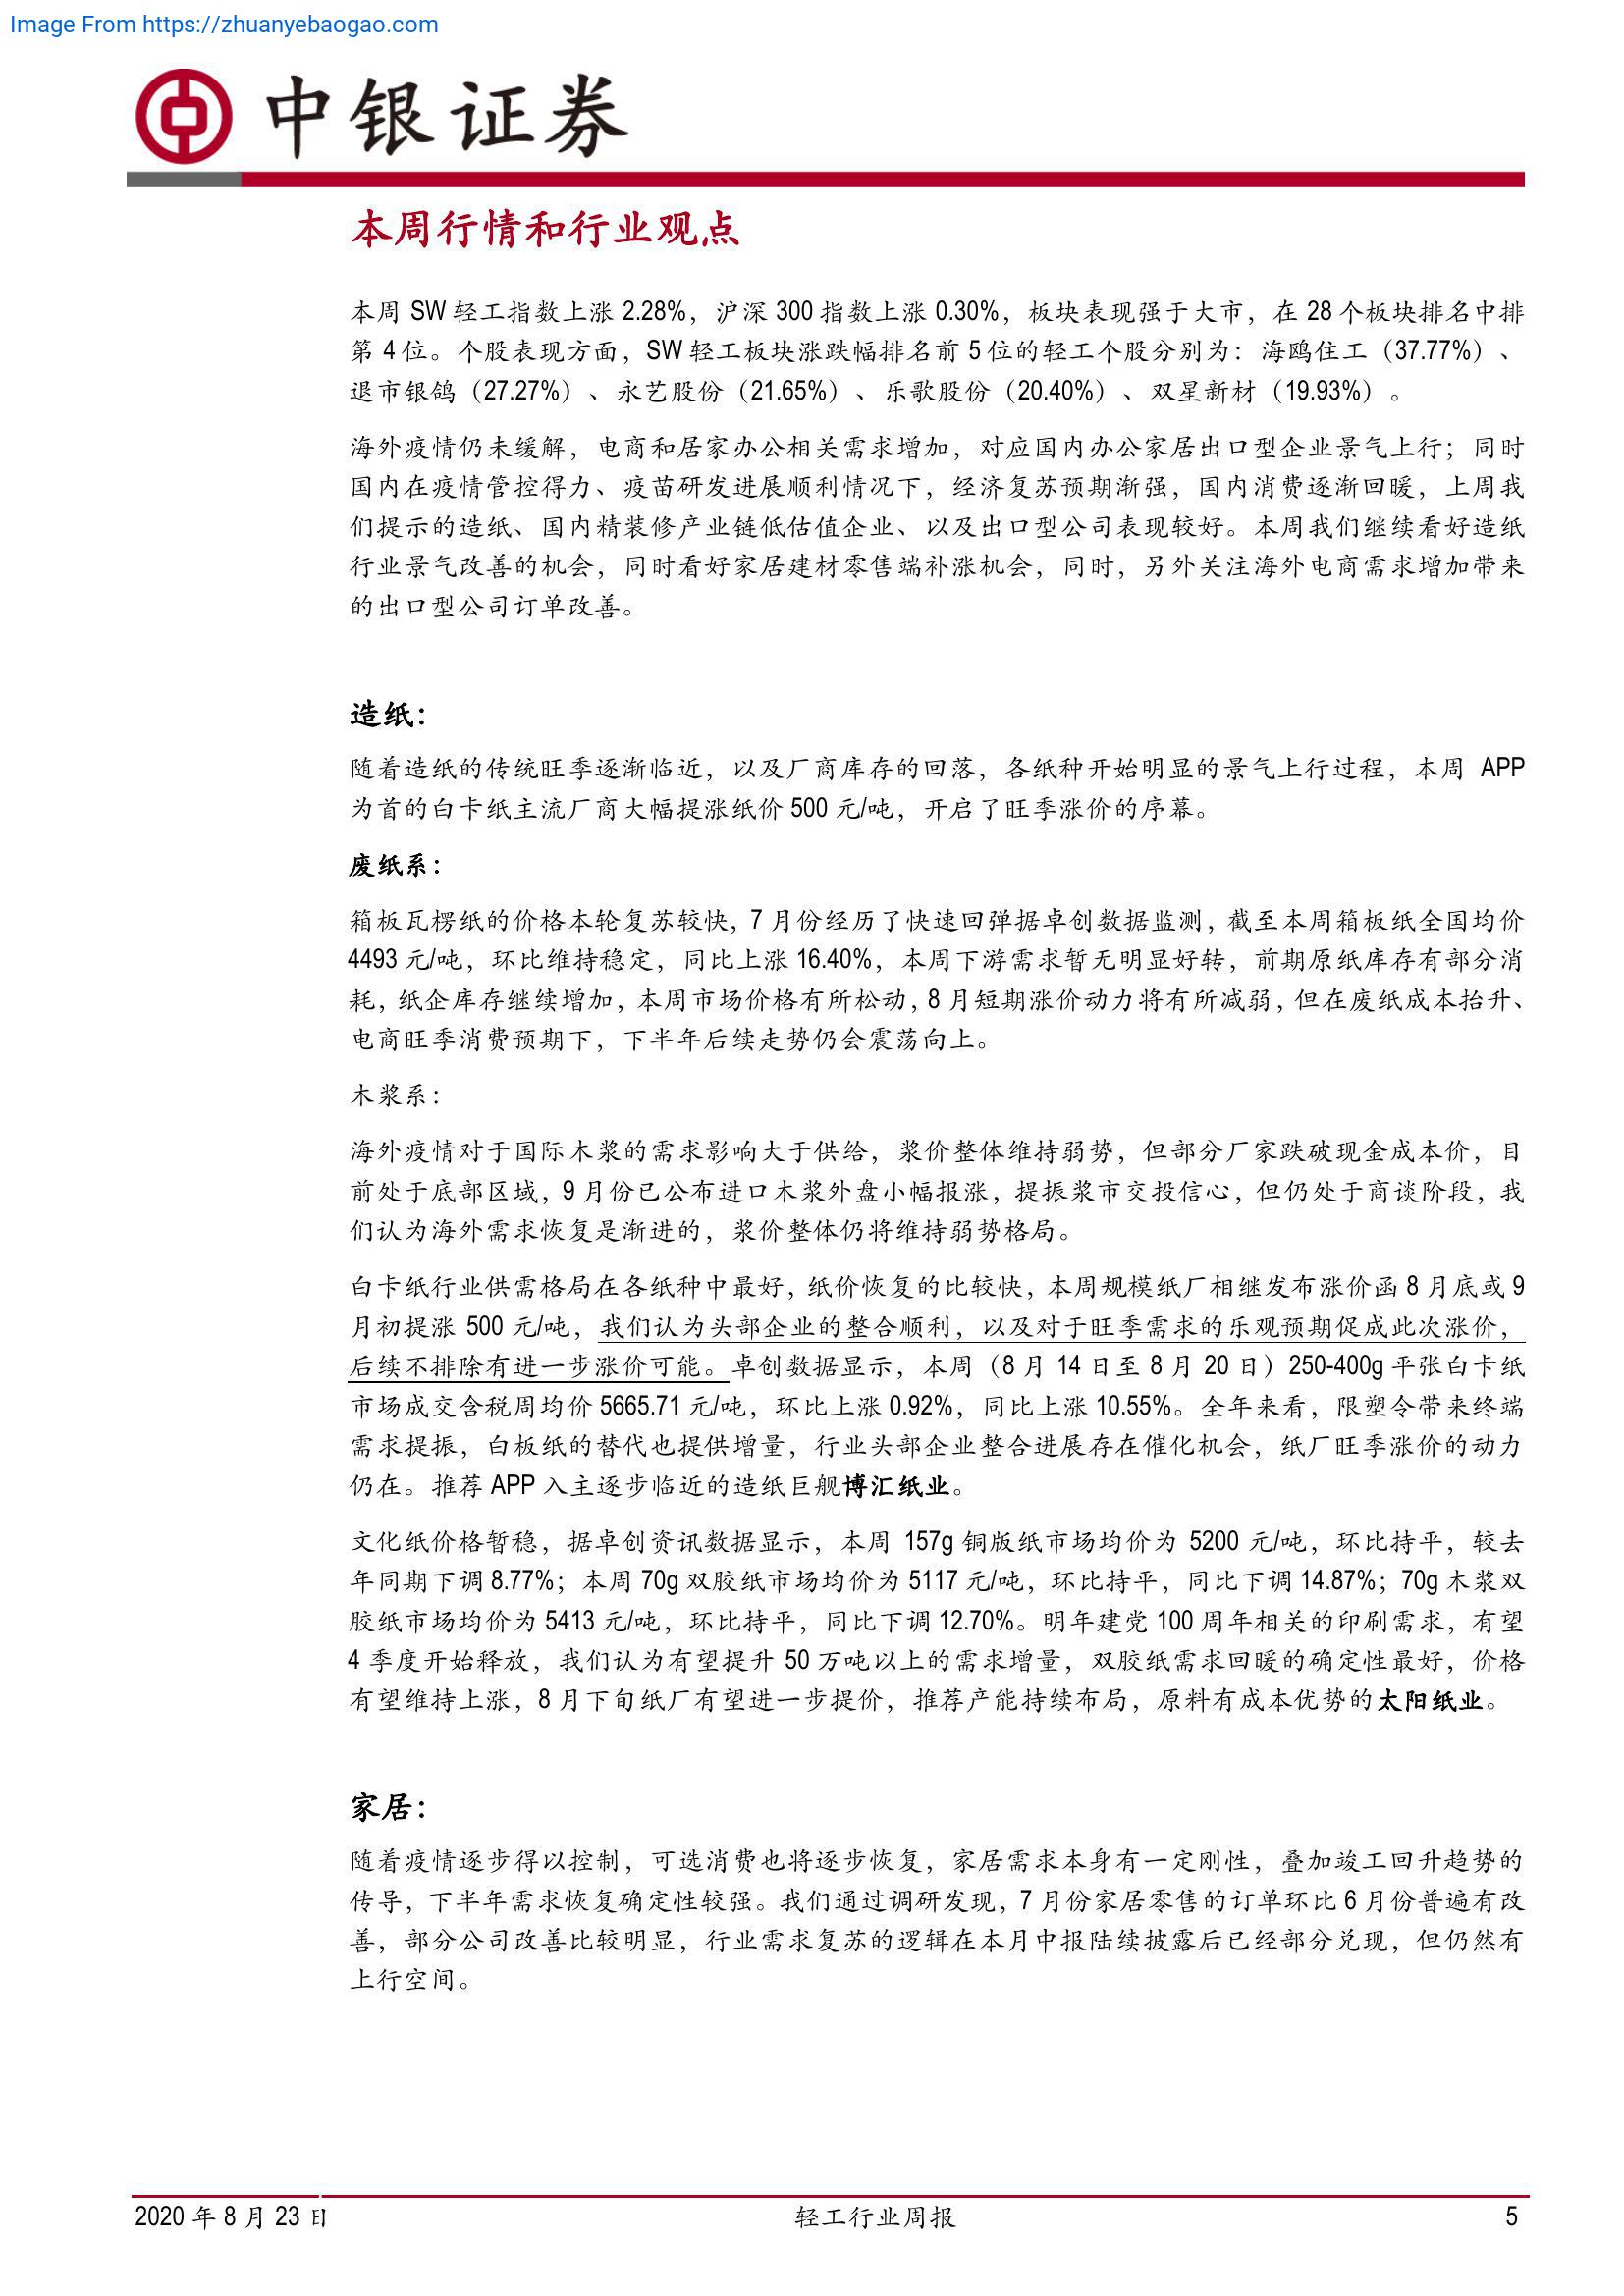 Image From https://zhuanyebaogao.com
中银证券
本周行情和行业观点
本周 SW 轻工指数上涨 2.28%，沪深 300 指数上涨 0.30%，板块表现强于大市，在 28 个板块排名中排
第 4 位。个股表现方面，SW 轻工板块涨跌幅排名前 5 位的轻工个股分别为：海鸥住工（37.77%）、
退市银鸽（27.27%）、永艺股份（21.65%）、乐歌股份（20.40%）、双星新材（19.93%）。
海外疫情仍未缓解，电商和居家办公相关需求增加，对应国内办公家居出口型企业景气上行；同时
国内在疫情管控得力、疫苗研发进展顺利情况下，经济复苏预期渐强，国内消费逐渐回暖，上周我
们提示的造纸、国内精装修产业链低估值企业、以及出口型公司表现较好。本周我们继续看好造纸
行业景气改善的机会，同时看好家居建材零售端补涨机会，同时，另外关注海外电商需求增加带来
的出口型公司订单改善。
造纸：
随着造纸的传统旺季逐渐临近，以及厂商库存的回落，各纸种开始明显的景气上行过程，本周 APP
为首的白卡纸主流厂商大幅提涨纸价 500 元/吨，开启了旺季涨价的序幕。
废纸系：
箱板瓦楞纸的价格本轮复苏较快，7 月份经历了快速回弹据卓创数据监测，截至本周箱板纸全国均价
4493 元/吨，环比维持稳定，同比上涨 16.40%，本周下游需求暂无明显好转，前期原纸库存有部分消
耗，纸企库存继续增加，本周市场价格有所松动，8 月短期涨价动力将有所减弱，但在废纸成本抬升、
电商旺季消费预期下，下半年后续走势仍会震荡向上。
木浆系：
海外疫情对于国际木浆的需求影响大于供给，浆价整体维持弱势，但部分厂家跌破现金成本价，目
前处于底部区域，9 月份已公布进口木浆外盘小幅报涨，提振浆市交投信心，但仍处于商谈阶段，我
们认为海外需求恢复是渐进的，浆价整体仍将维持弱势格局。
白卡纸行业供需格局在各纸种中最好，纸价恢复的比较快，本周规模纸厂相继发布涨价函 8 月底或 9
月初提涨 500 元/吨，我们认为头部企业的整合顺利，以及对于旺季需求的乐观预期促成此次涨价，
后续不排除有进一步涨价可能。卓创数据显示，本周（8 月 14 日至 8 月 20 日）250-400g 平张白卡纸
市场成交含税周均价 5665.71 元/吨，环比上涨 0.92%，同比上涨 10.55%。全年来看，限塑令带来终端
需求提振，白板纸的替代也提供增量，行业头部企业整合进展存在催化机会，纸厂旺季涨价的动力
仍在。推荐 APP 入主逐步临近的造纸巨舰博汇纸业。
文化纸价格暂稳，据卓创资讯数据显示，本周 157g 铜版纸市场均价为 5200 元/吨，环比持平，较去
年同期下调 8.77%；本周 70g 双胶纸市场均价为 5117 元/吨，环比持平，同比下调 14.87%；70g 木浆双
胶纸市场均价为 5413 元/吨，环比持平，同比下调 12.70%。明年建党 100 周年相关的印刷需求，有望
4 季度开始释放，我们认为有望提升 50 万吨以上的需求增量，双胶纸需求回暖的确定性最好，价格
有望维持上涨，8 月下旬纸厂有望进一步提价，推荐产能持续布局，原料有成本优势的太阳纸业。
家居：
随着疫情逐步得以控制，可选消费也将逐步恢复，家居需求本身有一定刚性，叠加竣工回升趋势的
传导，下半年需求恢复确定性较强。我们通过调研发现，7 月份家居零售的订单环比 6 月份普遍有改
善，部分公司改善比较明显，行业需求复苏的逻辑在本月中报陆续披露后已经部分兑现，但仍然有
上行空间。
2020 年 8 月 23 日 轻工行业周报 5